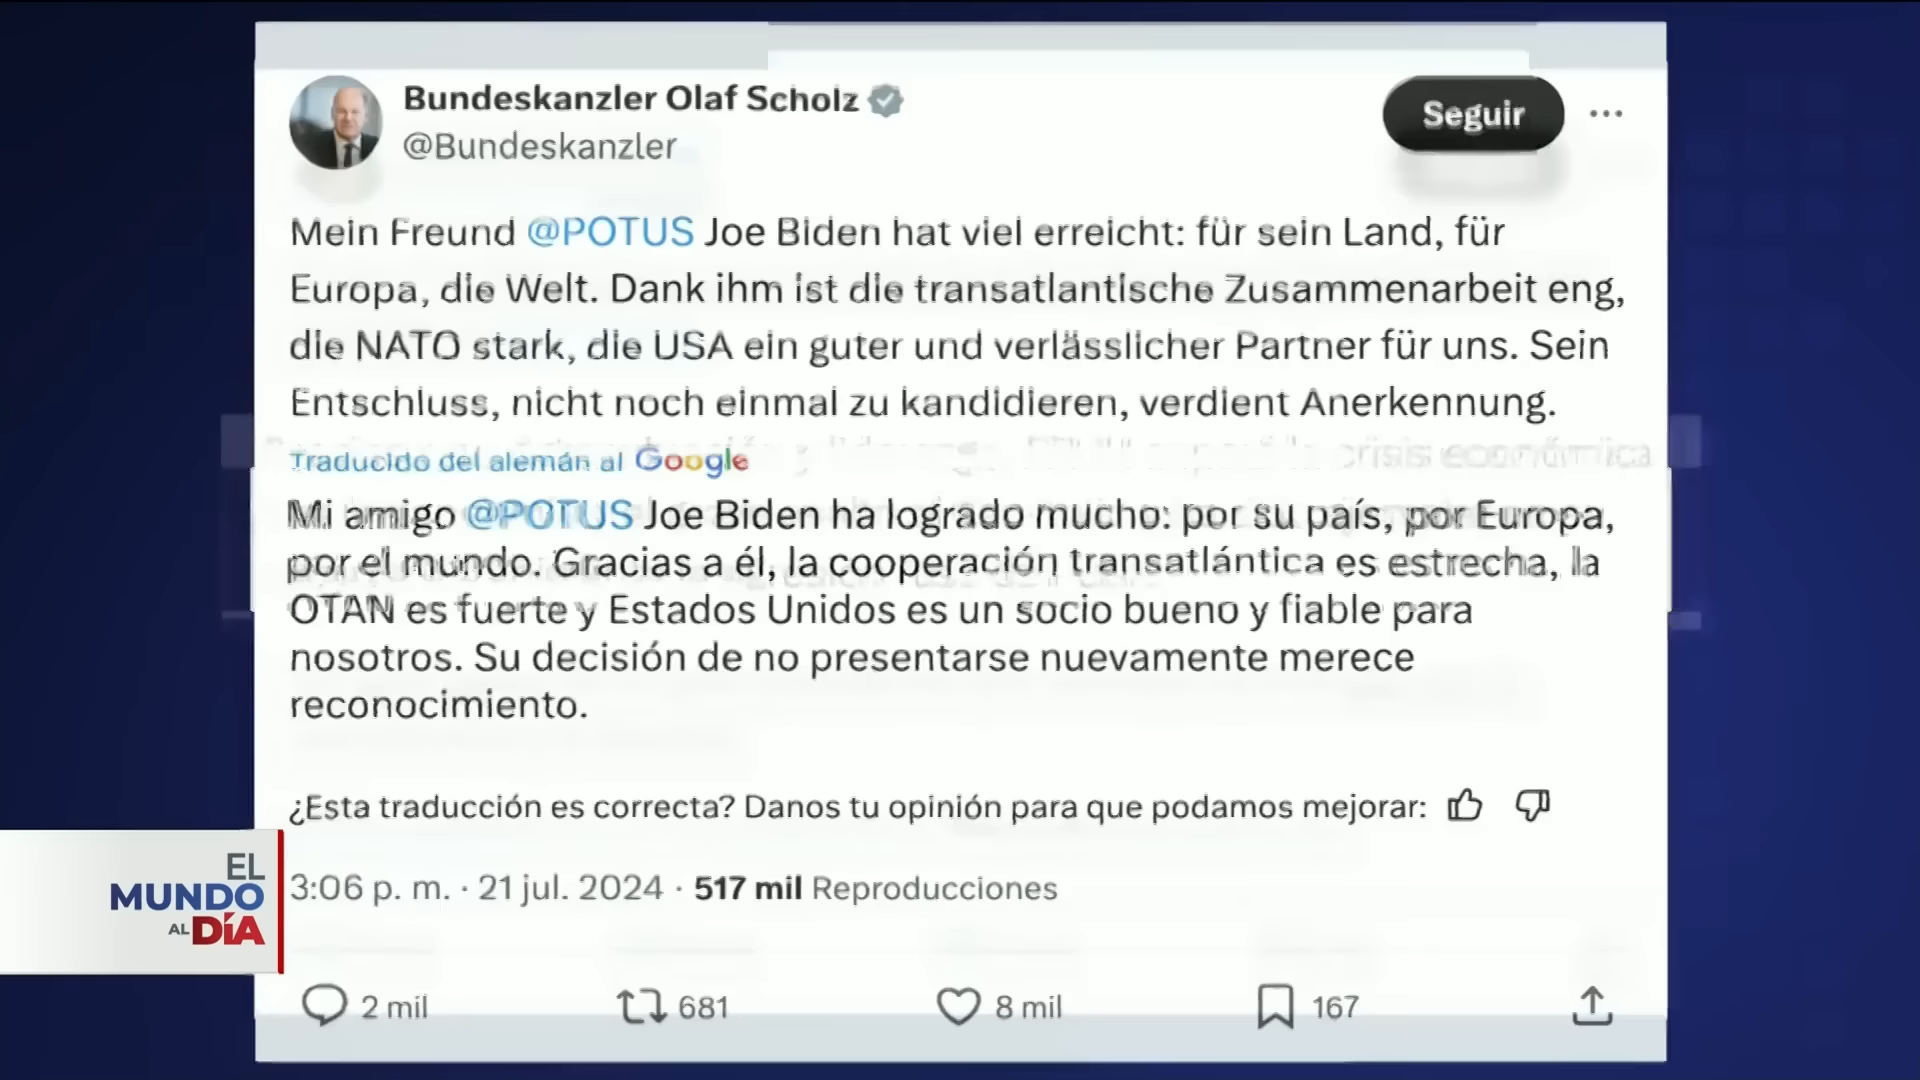 Bundeskanzler Olaf Scholz
@Bundeskanzler
Seguir
Mein Freund @POTUS Joe Biden hat viel erreicht: für sein Land, für
Europa, die Welt. Dank ihm ist die transatlantische Zusammenarbeit eng,
die NATO stark, die USA ein guter und verlässlicher Partner für uns. Sein
Entschluss, nicht noch einmal zu kandidieren, verdient Anerkennung.
Traducido del alemán al Google
crisis económica
Mi amigo @POTUS Joe Biden ha logrado mucho: por su país, por Europa,
por el mundo. Gracias a él, la cooperación transatlántica es estrecha, la
OTAN es fuerte y Estados Unidos es un socio bueno y fiable para
nosotros. Su decisión de no presentarse nuevamente merece
reconocimiento.
¿Esta traducción es correcta? Danos tu opinión para que podamos mejorar:
3:06 p. m. · 21 jul. 2024 · 517 mil Reproducciones
2 mil 681 8 mil 167
EL
MUNDO
AL DÍA